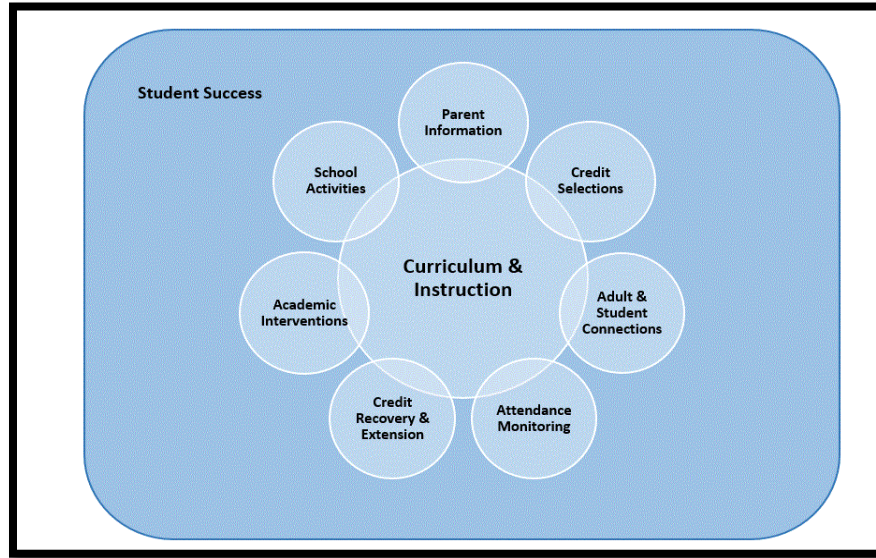 Student Success
Parent
Information
School
Activities
Credit
Selections
Curriculum &
Instruction
Academic
Interventions
Adult &
Student
Connections
Credit
Recovery &
Extension
Attendance
Monitoring